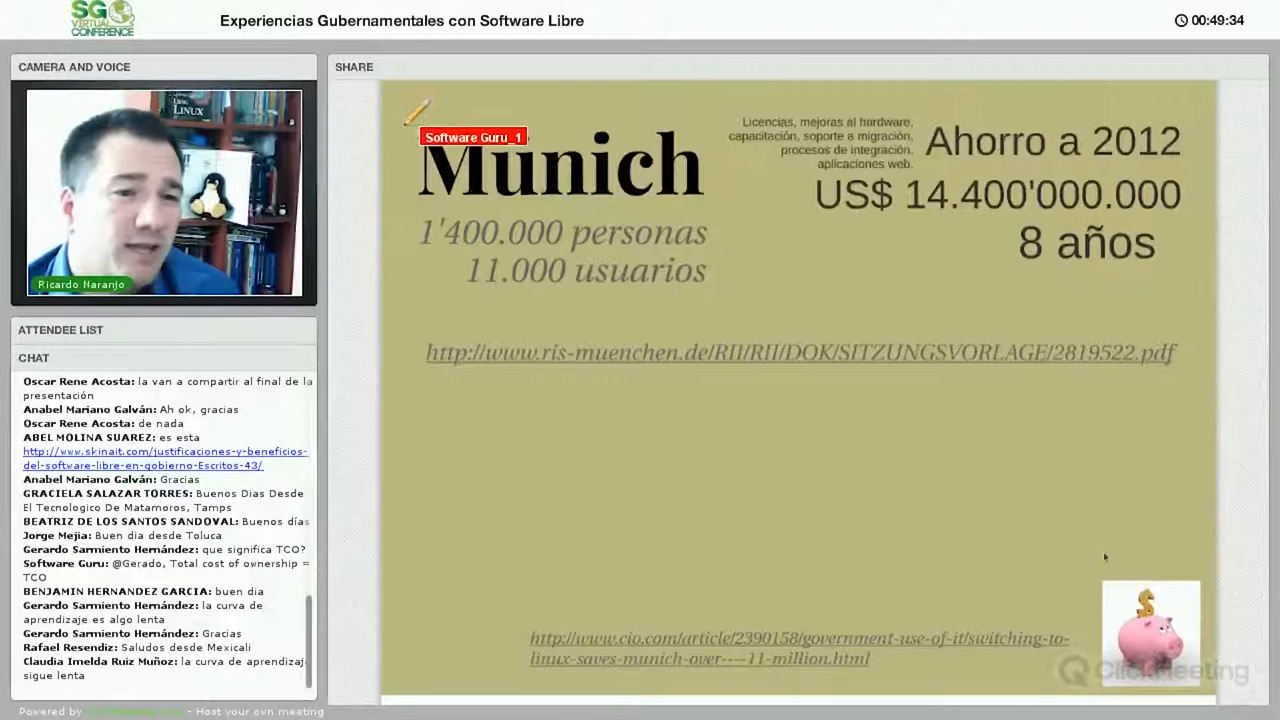 SG
VIRTUAL
CONFERENCE
Experiencias Gubernamentales con Software Libre
00:49:34
CAMERA AND VOICE
LINUX
Ricardo Naranjo
ATTENDEE LIST
CHAT
Oscar Rene Acosta: la van a compartir al final de la
presentación
Anabel Mariano Galván: Ah ok, gracias
Oscar Rene Acosta: de nada
ABEL MOLINA SUAREZ: es esta
http://www.skinait.com/justificaciones-y-beneficios-
del-software-libre-en-gobierno-Escritos-43/
Anabel Mariano Galván: Gracias
GRACIELA SALAZAR TORRES: Buenos Dias Desde
El Tecnologico De Matamoros, Tamps
BEATRIZ DE LOS SANTOS SANDOVAL: Buenos días
Jorge Mejia: Buen dia desde Toluca
Gerardo Sarmiento Hernández: que significa TCO?
Software Guru: @Gerado, Total cost of ownership =
TCO
BENJAMIN HERNANDEZ GARCIA: buen dia
Gerardo Sarmiento Hernández: la curva de
aprendizaje es algo lenta
Gerardo Sarmiento Hernández: Gracias
Rafael Resendiz: Saludos desde Mexicali
Claudia Imelda Ruiz Muñoz: la curva de aprendizaj
sigue lenta
Powered by
- Host your own meeting
SHARE
Software Guru_1
Munich
1'400.000 personas
11.000 usuarios
Licencias, mejoras al hardware,
capacitación, soporte a migración,
procesos de integración.
aplicaciones web.
Ahorro a 2012
US$ 14.400'000.000
8 años
http://www.ris-muenchen.de/RII/RII/DOK/SITZUNGSVORLAGE/2819522.pdf
http://www.cio.com/article/2390158/government-use-of-it/switching-to-
linux-saves-munich-over----11-million.html
ClickMeeting